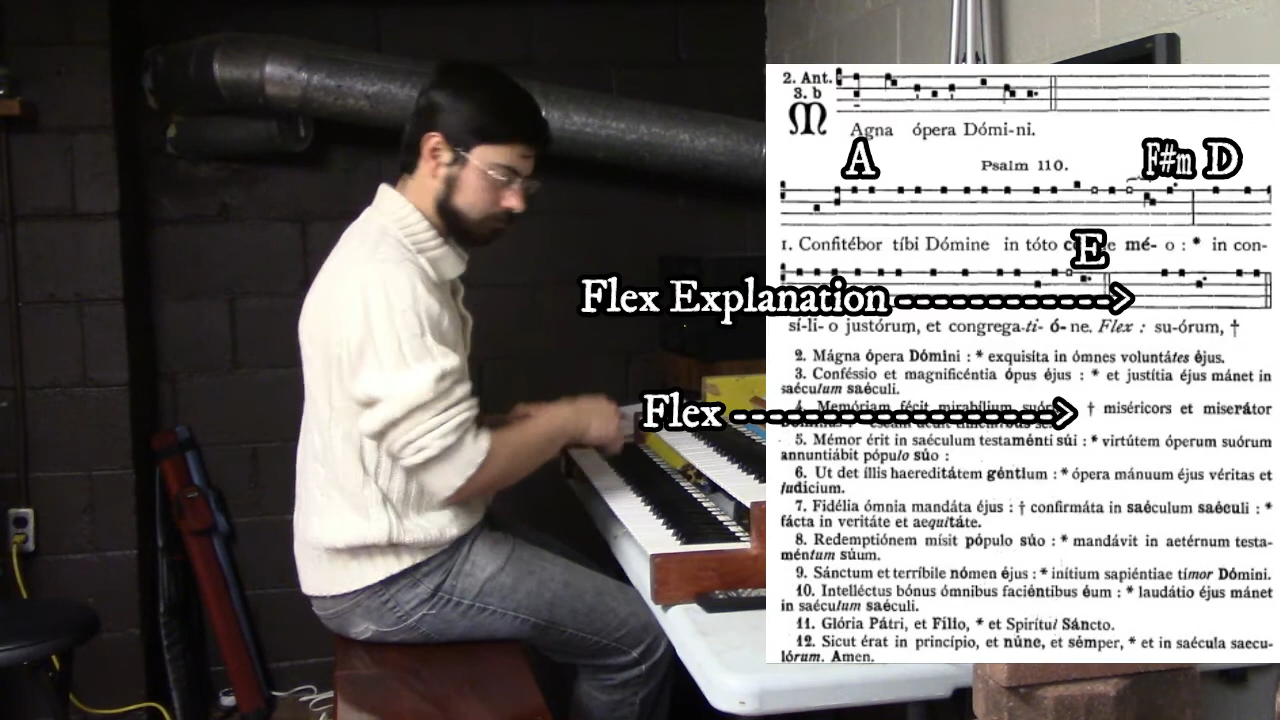 2. Ant.
3. b
M
Agna ópera Dómi-ni.
A
Psalm 110.
F#m D
1. Confitébor tíbi Dómine in tóto mé- o : * in con-
E
Flex Explanation
sí-li- o justórum, et congrega-ti- ó- ne. Flex : su-órum, †
2. Mágna ópera Dómini : * exquisíta in ómnes voluntátes éjus.
3. Conféssio et magnificéntia ópus éjus : * et justítia éjus mánet in
saéculum saéculi.
Flex
4. Memóriam fécit mirabílium † miséricors et miserátor
5. Mémor érit in saéculum testaménti súi : * virtútem óperum suórum
annuntiábit pópulo súo :
6. Ut det íllis haereditátem géntium : * ópera mánuum éjus véritas et
judícium.
7. Fidélia ómnia mandáta éjus : † confirmáta in saéculum saéculi : *
fácta in veritáte et aequitáte.
8. Redemptiónem mísit pópulo súo : * mandávit in aetérnum testa-
méntum súum.
9. Sánctum et terríbile nómen éjus : * inítium sapiéntiae tímor Dómini.
10. Intelléctus bónus ómnibus faciéntibus éum : * laudátio éjus mánet
in saéculum saéculi.
11. Glória Pátri, et Fílio, * et Spirítui Sáncto.
12. Sicut érat in princípio, et núnc, et sémper, * et in saécula saecu-
lórum. Amen.